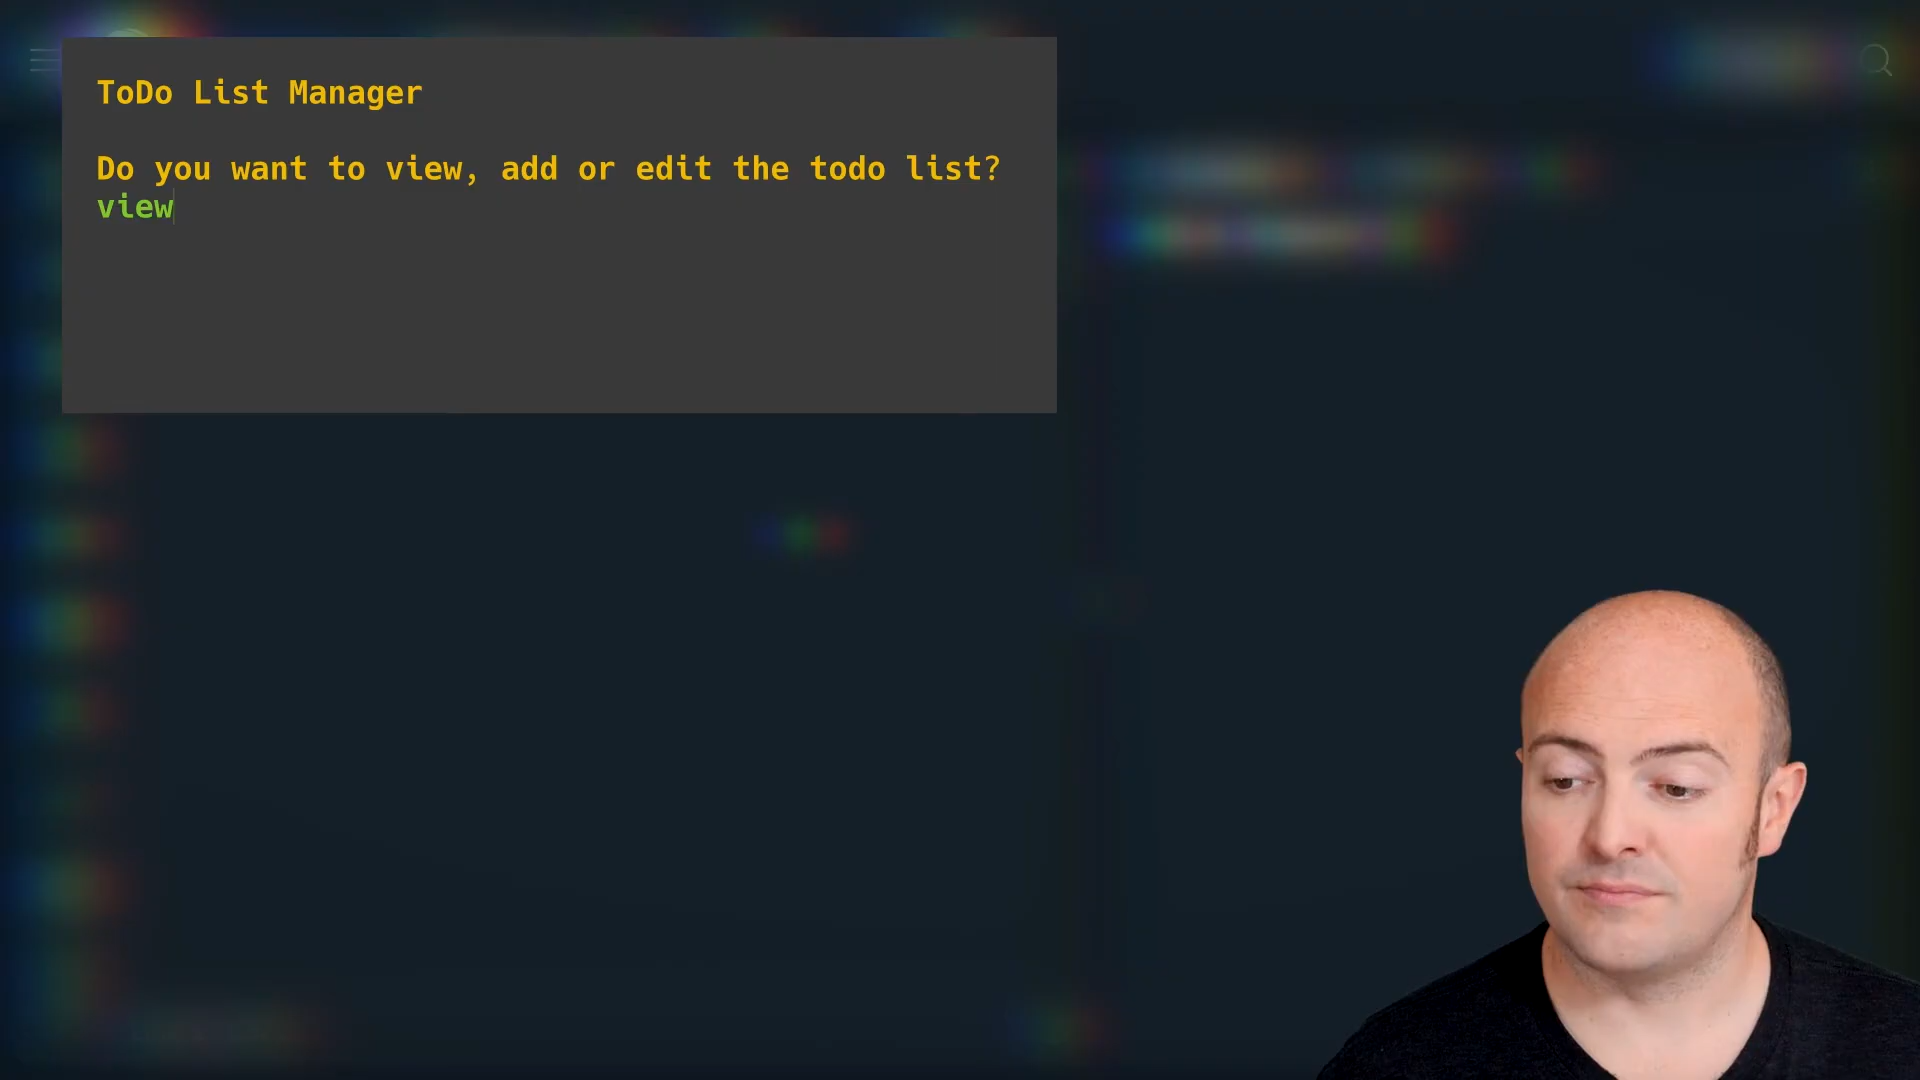 ToDo List Manager
Do you want to view, add or edit the todo list?
view